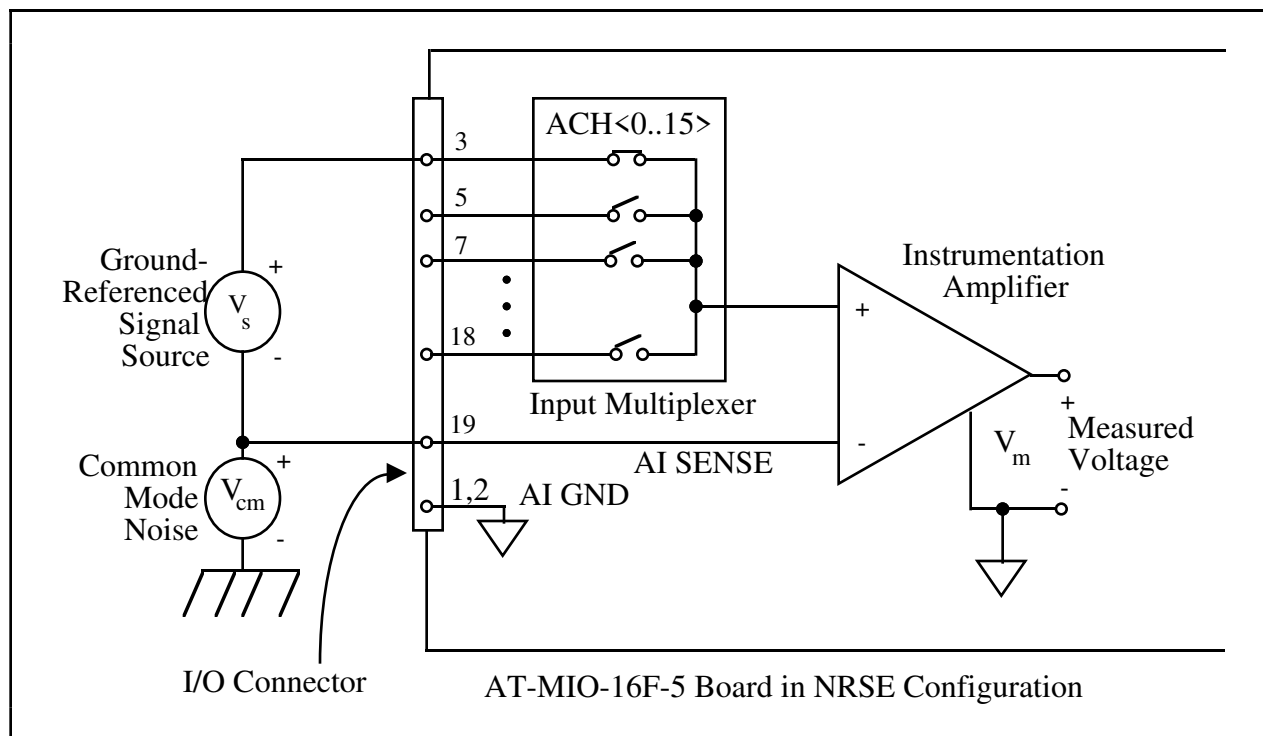 ACH<0..15>
3
5
7
18
Ground-
Referenced
Signal
Source
+
V
s
-
Instrumentation
Amplifier
+
-
Input Multiplexer
19
AI SENSE
Common
Mode
Noise
+
V
cm
-
1,2
AI GND
V
m
+
Measured
Voltage
-
I/O Connector
AT-MIO-16F-5 Board in NRSE Configuration